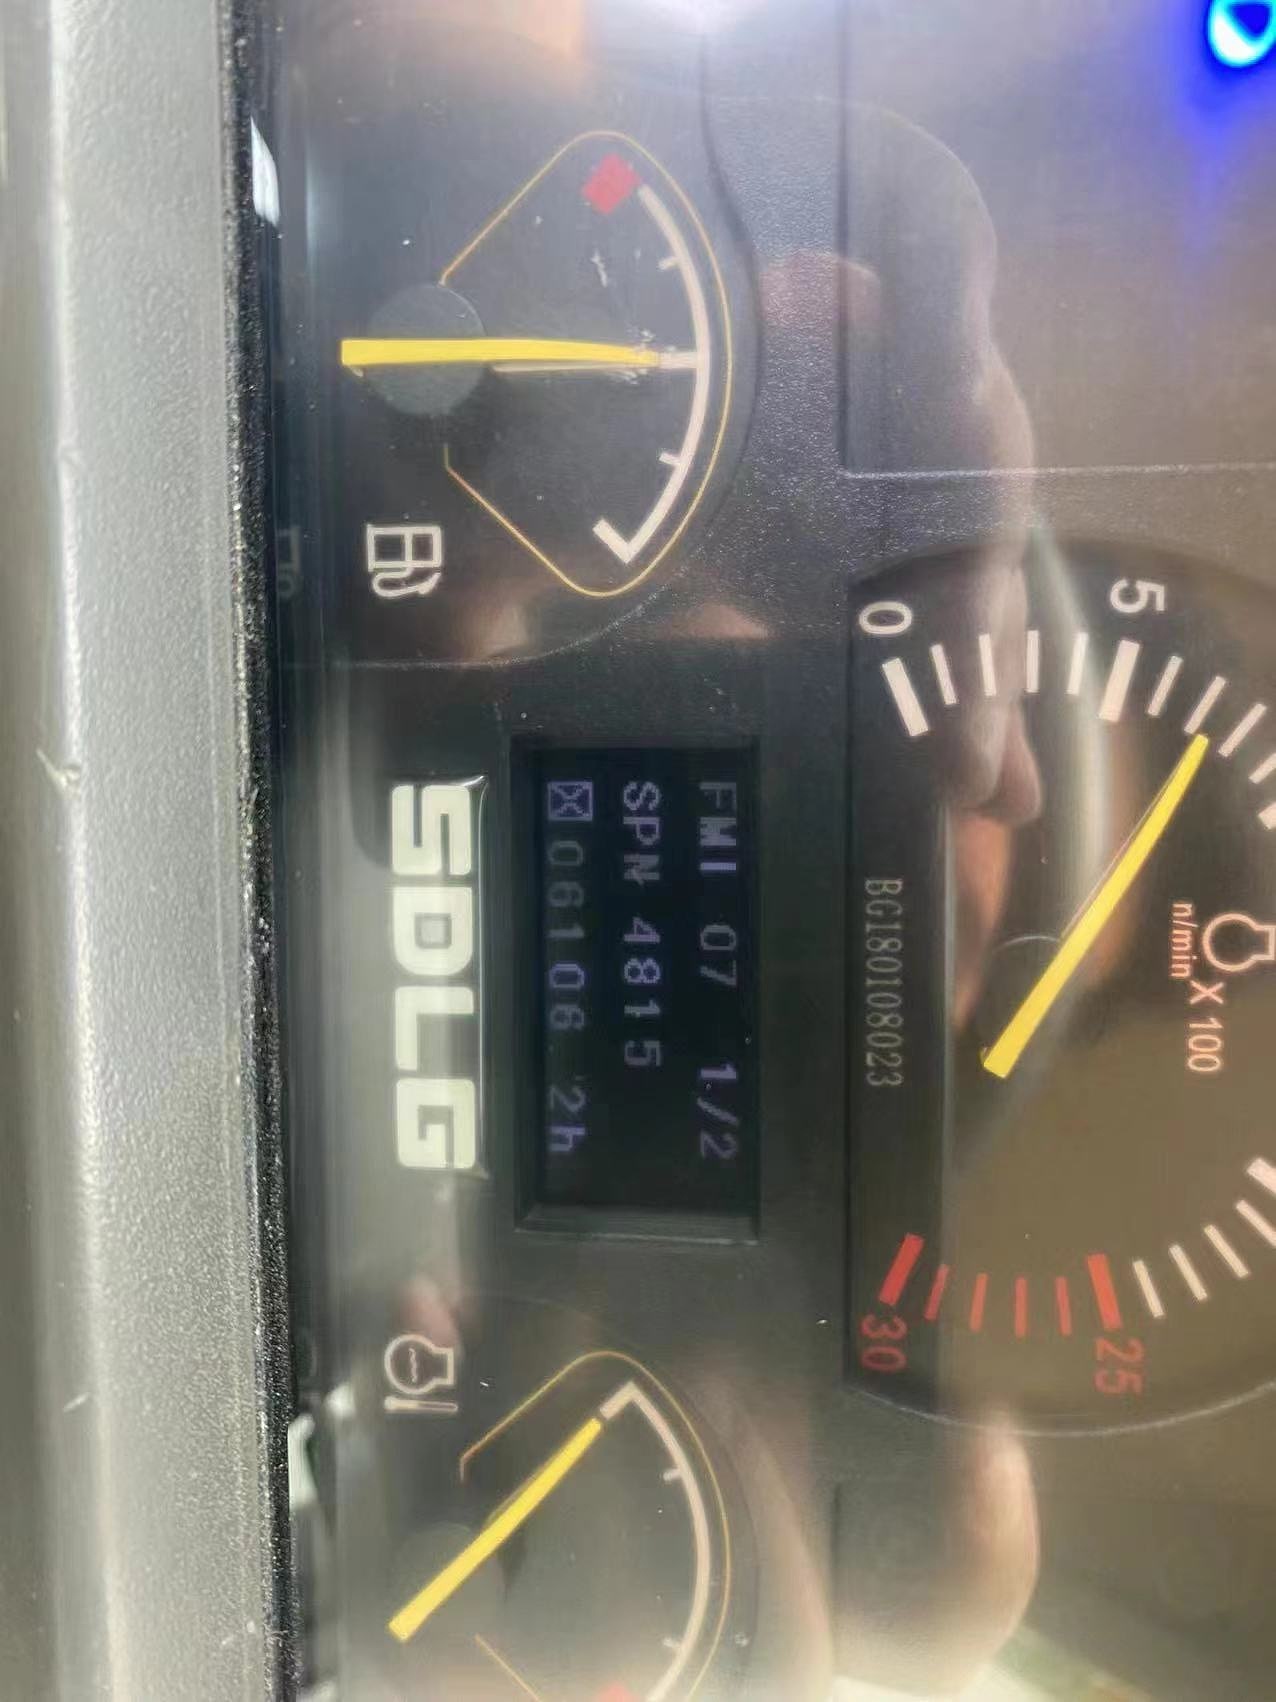 0
5
25
30
n/min X 100
BG180108023
FMI 07 1/2
SPN 4815
06106.2h
SDLG